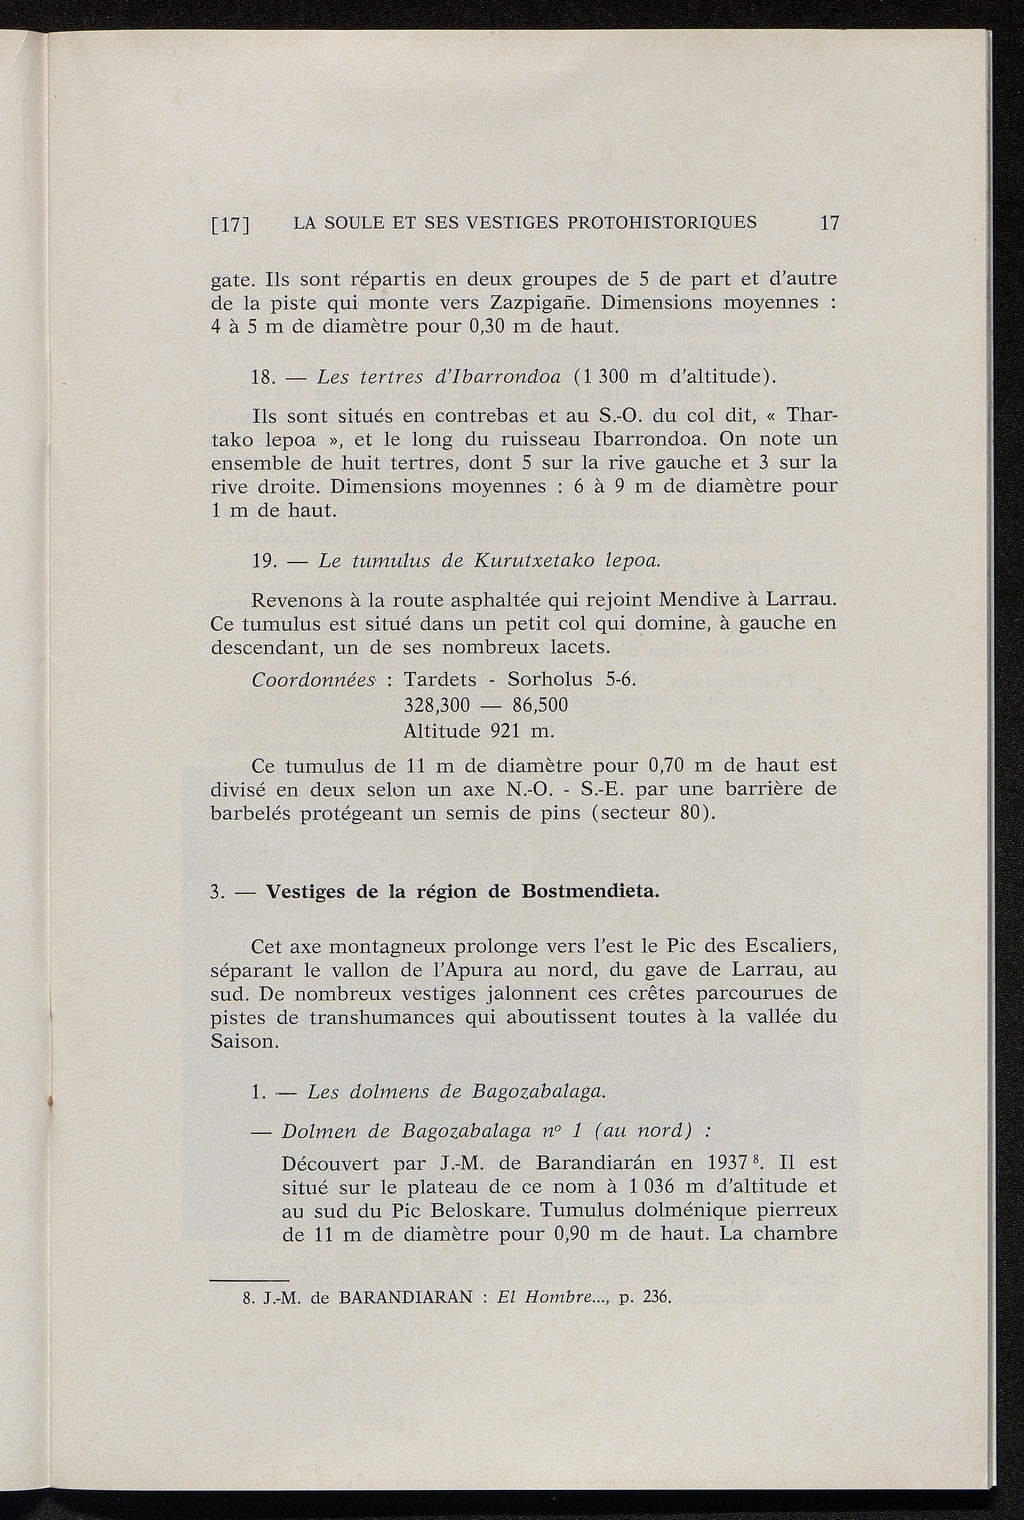 [17] LA SOULE ET SES VESTIGES PROTOHISTORIQUES 17
gate. Ils sont répartis en deux groupes de 5 de part et d'autre
de la piste qui monte vers Zazpigañe. Dimensions moyennes :
4 à 5 m de diamètre pour 0,30 m de haut.
18. — Les tertres d'Ibarrondoa (1 300 m d'altitude).
Ils sont situés en contrebas et au S.-O. du col dit, « Thar-
tako lepoa », et le long du ruisseau Ibarrondoa. On note un
ensemble de huit tertres, dont 5 sur la rive gauche et 3 sur la
rive droite. Dimensions moyennes : 6 à 9 m de diamètre pour
1 m de haut.
19. — Le tumulus de Kurutxetako lepoa.
Revenons à la route asphaltée qui rejoint Mendive à Larrau.
Ce tumulus est situé dans un petit col qui domine, à gauche en
descendant, un de ses nombreux lacets.
Coordonnées : Tardets - Sorholus 5-6.
328,300 — 86,500
Altitude 921 m.
Ce tumulus de 11 m de diamètre pour 0,70 m de haut est
divisé en deux selon un axe N.-O. - S.-E. par une barrière de
barbelés protégeant un semis de pins (secteur 80).
3. — Vestiges de la région de Bostmendieta.
Cet axe montagneux prolonge vers l'est le Pic des Escaliers,
séparant le vallon de l'Apura au nord, du gave de Larrau, au
sud. De nombreux vestiges jalonnent ces crêtes parcourues de
pistes de transhumances qui aboutissent toutes à la vallée du
Saison.
1. — Les dolmens de Bagozabalaga.
— Dolmen de Bagozabalaga nº 1 (au nord) :
Découvert par J.-M. de Barandiarán en 1937 ⁸. Il est
situé sur le plateau de ce nom à 1 036 m d'altitude et
au sud du Pic Beloskare. Tumulus dolménique pierreux
de 11 m de diamètre pour 0,90 m de haut. La chambre
8. J.-M. de BARANDIARAN : El Hombre..., p. 236.